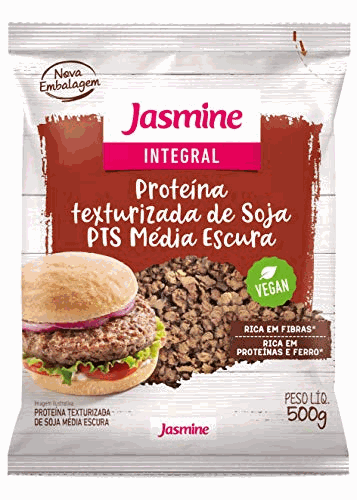 Nova
Embalagem
Jasmine
INTEGRAL
Proteína
texturizada de Soja
PTS Média Escura
VEGAN
RICA EM FIBRAS*
RICA EM
PROTEÍNAS E FERRO*
Imagem ilustrativa
PROTEÍNA TEXTURIZADA
DE SOJA MÉDIA ESCURA
Jasmine
PESO LÍQ.
500g